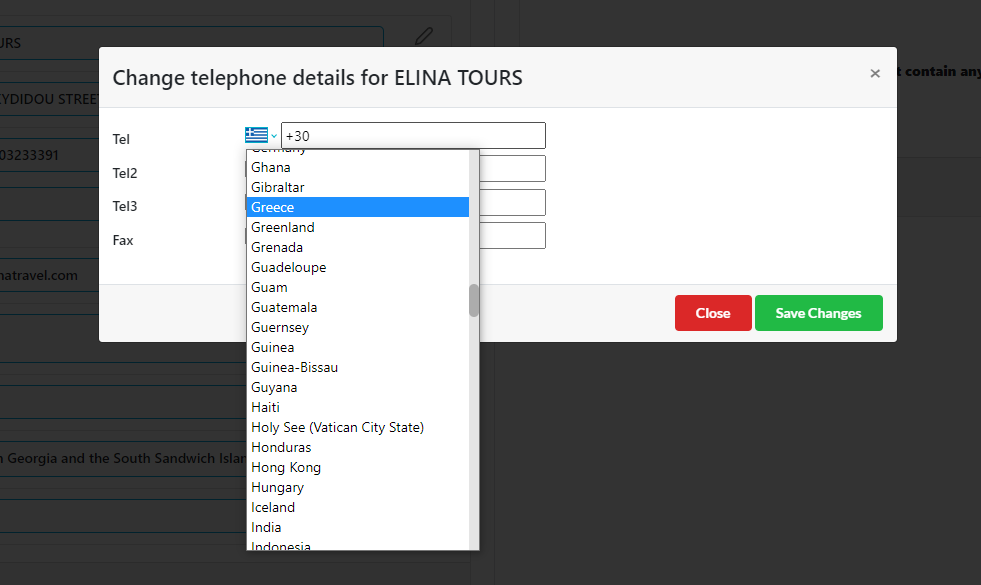 URS
Change telephone details for ELINA TOURS
×
t contain any
YDIDOU STREET
Tel
+30
03233391
Tel2
Tel3
Fax
Germany
Ghana
Gibraltar
Greece
Greenland
Grenada
Guadeloupe
Guam
Guatemala
Guernsey
Guinea
Guinea-Bissau
Guyana
Haiti
Holy See (Vatican City State)
Honduras
Hong Kong
Hungary
Iceland
India
Indonesia
natravel.com
Close
Save Changes
Georgia and the South Sandwich Islan